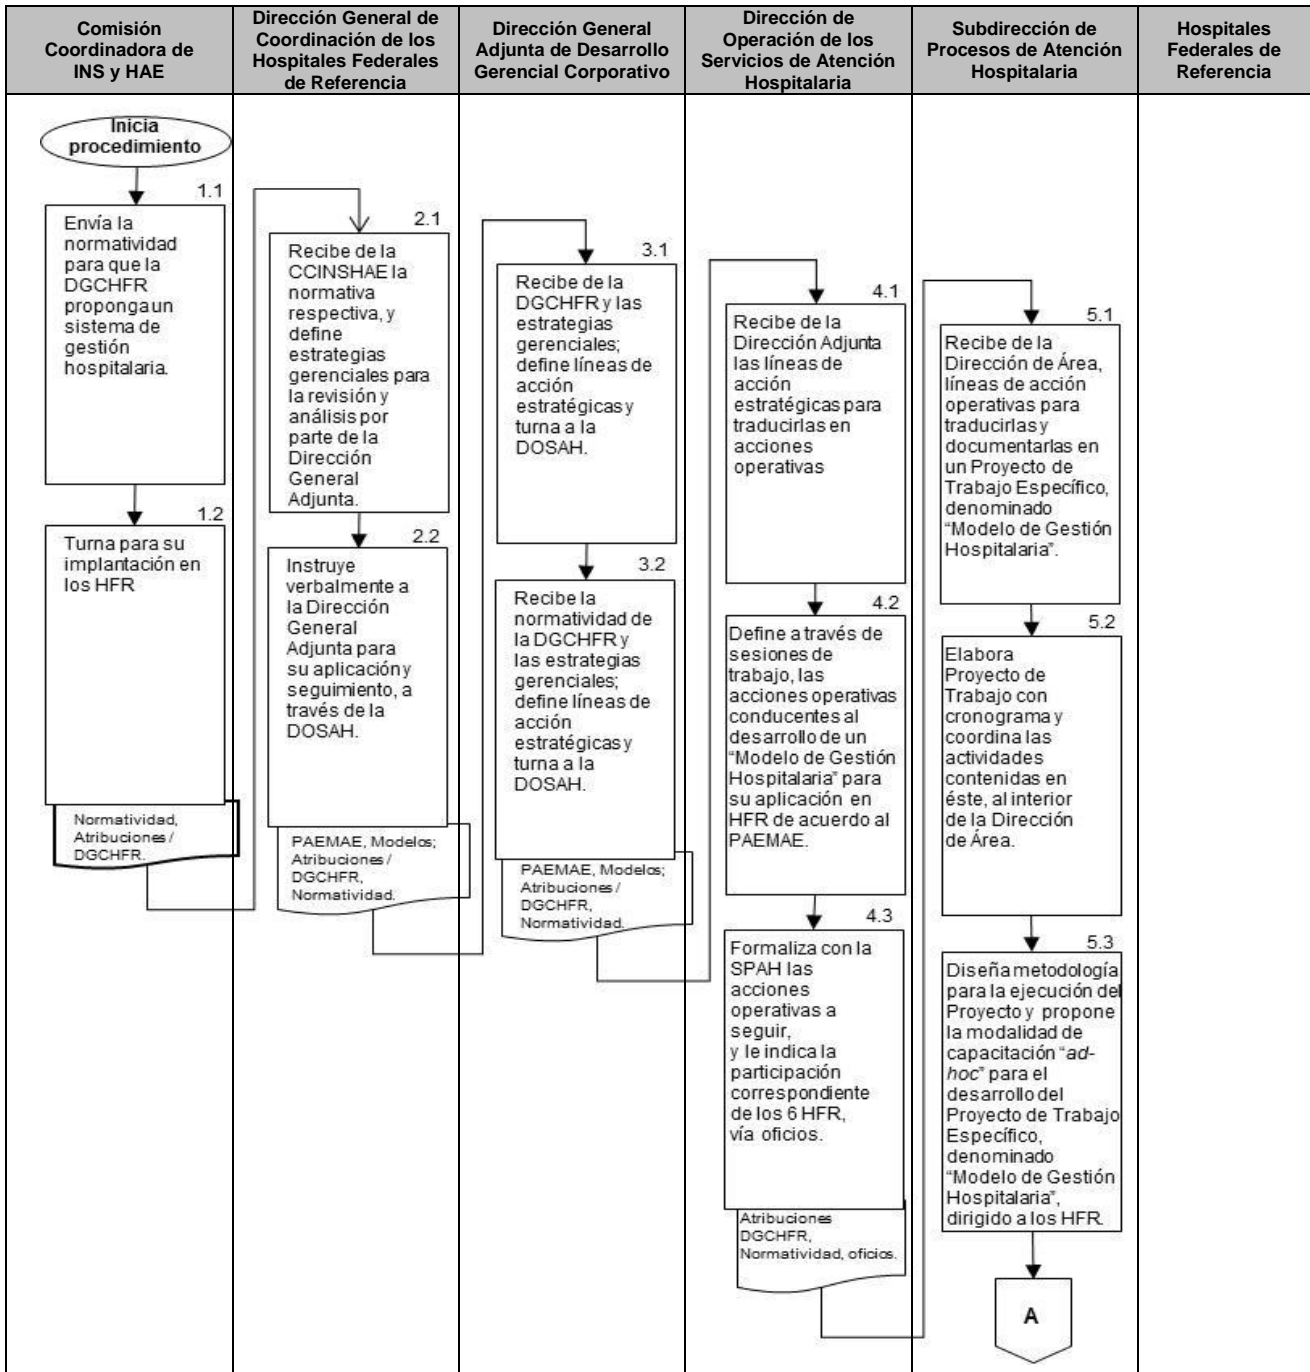 Comisión
Coordinadora de
INS y HAE
Dirección General de
Coordinación de los
Hospitales Federales
de Referencia
Dirección General
Adjunta de Desarrollo
Gerencial Corporativo
Dirección de
Operación de los
Servicios de Atención
Hospitalaria
Subdirección de
Procesos de Atención
Hospitalaria
Hospitales
Federales de
Referencia
Inicia
procedimiento
1.1
Envía la
normatividad
para que la
DGCHFR
proponga un
sistema de
gestión
hospitalaria.
1.2
Turna para su
implantación en
los HFR
Normatividad,
Atribuciones /
DGCHFR.
2.1
Recibe de la
CCINSHAE la
normativa
respectiva, y
define
estrategias
gerenciales para
la revisión y
análisis por
parte de la
Dirección
General
Adjunta.
2.2
Instruye
verbalmente a
la Dirección
General
Adjunta para
su aplicación y
seguimiento, a
través de la
DOSAH.
PAEMAE, Modelos;
Atribuciones /
DGCHFR,
Normatividad.
3.1
Recibe de la
DGCHFR y las
estrategias
gerenciales;
define líneas de
acción
estratégicas y
turna a la
DOSAH.
3.2
Recibe la
normatividad de
la DGCHFR y
las estrategias
gerenciales;
define líneas de
acción
estratégicas y
turna a la
DOSAH.
PAEMAE, Modelos;
Atribuciones /
DGCHFR,
Normatividad.
4.1
Recibe de la
Dirección Adjunta
las líneas de
acción
estratégicas para
traducirlas en
acciones
operativas
4.2
Define a través de
sesiones de
trabajo, las
acciones operativas
conducentes al
desarrollo de un
“Modelo de Gestión
Hospitalaria” para
su aplicación en
HFR de acuerdo al
PAEMAE.
4.3
Formaliza con la
SPAH las
acciones
operativas a
seguir,
y le indica la
participación
correspondiente
de los 6 HFR,
vía oficios.
Atribuciones
DGCHFR,
Normatividad, oficios.
5.1
Recibe de la
Dirección de Área,
líneas de acción
operativas para
traducirlas y
documentarlas en
un Proyecto de
Trabajo Específico,
denominado
“Modelo de Gestión
Hospitalaria”.
5.2
Elabora
Proyecto de
Trabajo con
cronograma y
coordina las
actividades
contenidas en
éste, al interior
de la Dirección
de Área.
5.3
Diseña metodología
para la ejecución del
Proyecto y propone
la modalidad de
capacitación “ad-
hoc” para el
desarrollo del
Proyecto de Trabajo
Específico,
denominado
“Modelo de Gestión
Hospitalaria”,
dirigido a los HFR.
A